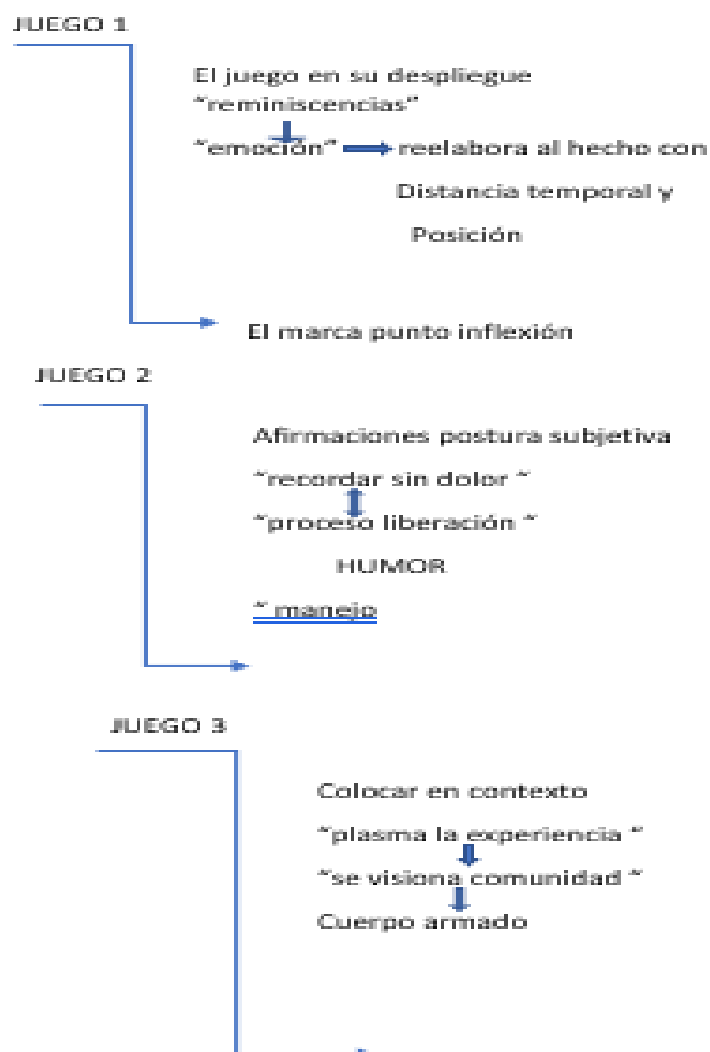 JUEGO 1
El juego en su despliegue
"reminiscencias"
"emoción" reelabora al hecho con
Distancia temporal y
Posición
El marca punto inflexión
JUEGO 2
Afirmaciones postura subjetiva
"recordar sin dolor "
"proceso liberación "
HUMOR
" manejo
JUEGO 3
Colocar en contexto
"plasma la experiencia "
"se visiona comunidad "
Cuerpo armado